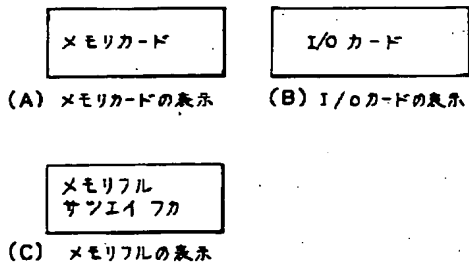 メモリカード
I/O カード
(A) メモリカードの表示
(B) I/Oカードの表示
メモリフル
サツエイ フカ
(C) メモリフルの表示